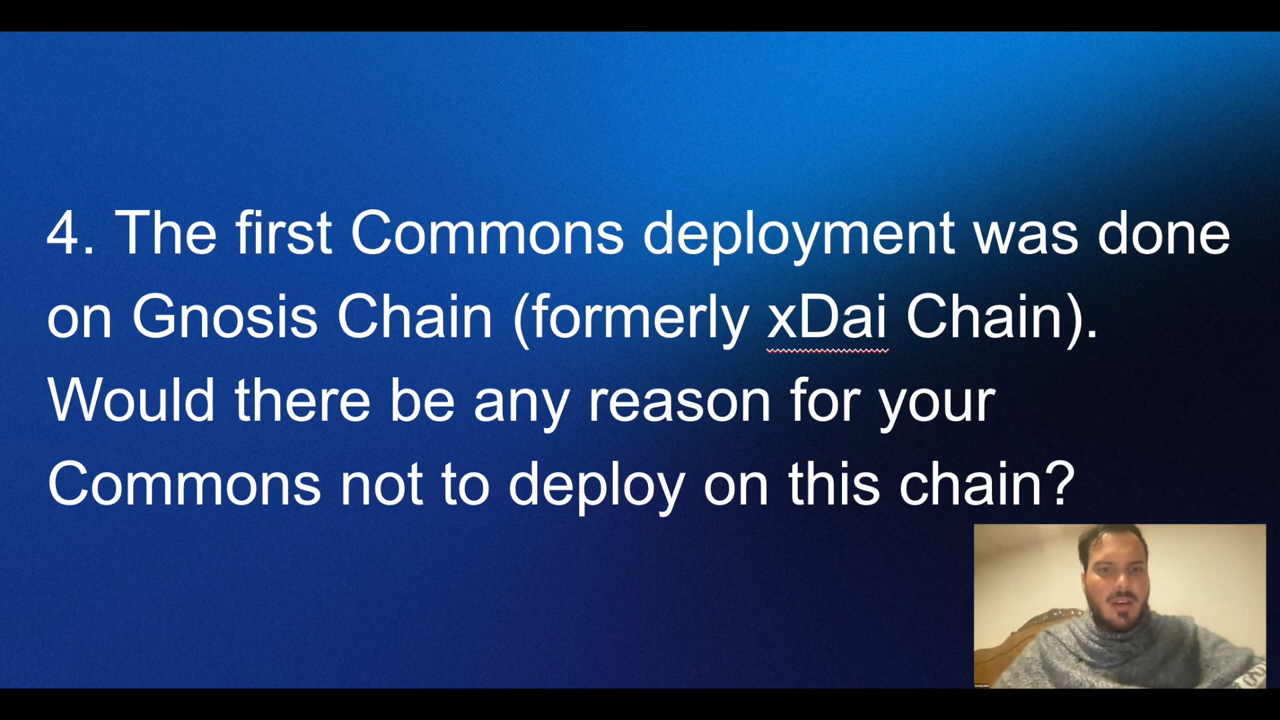 4. The first Commons deployment was done
on Gnosis Chain (formerly xDai Chain).
Would there be any reason for your
Commons not to deploy on this chain?